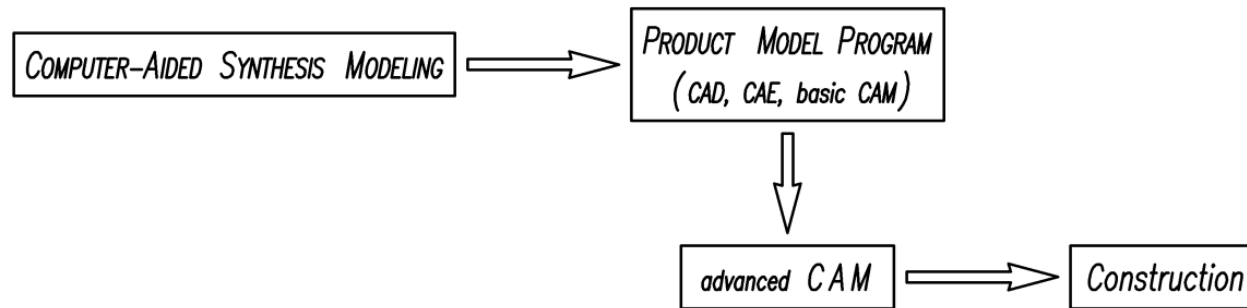 COMPUTER-AIDED SYNTHESIS MODELING
PRODUCT MODEL PROGRAM
(CAD, CAE, basic CAM)
advanced CAM
Construction